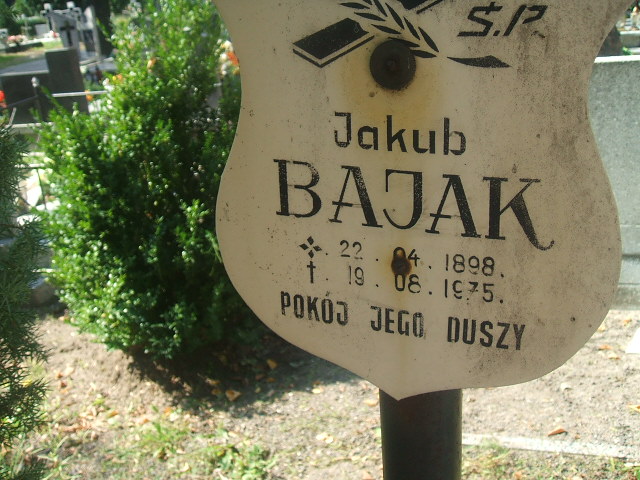 Ś.P.
Jakub
BAJAK
22.04.1898.
† 19.08.1975.
POKÓJ JEGO DUSZY